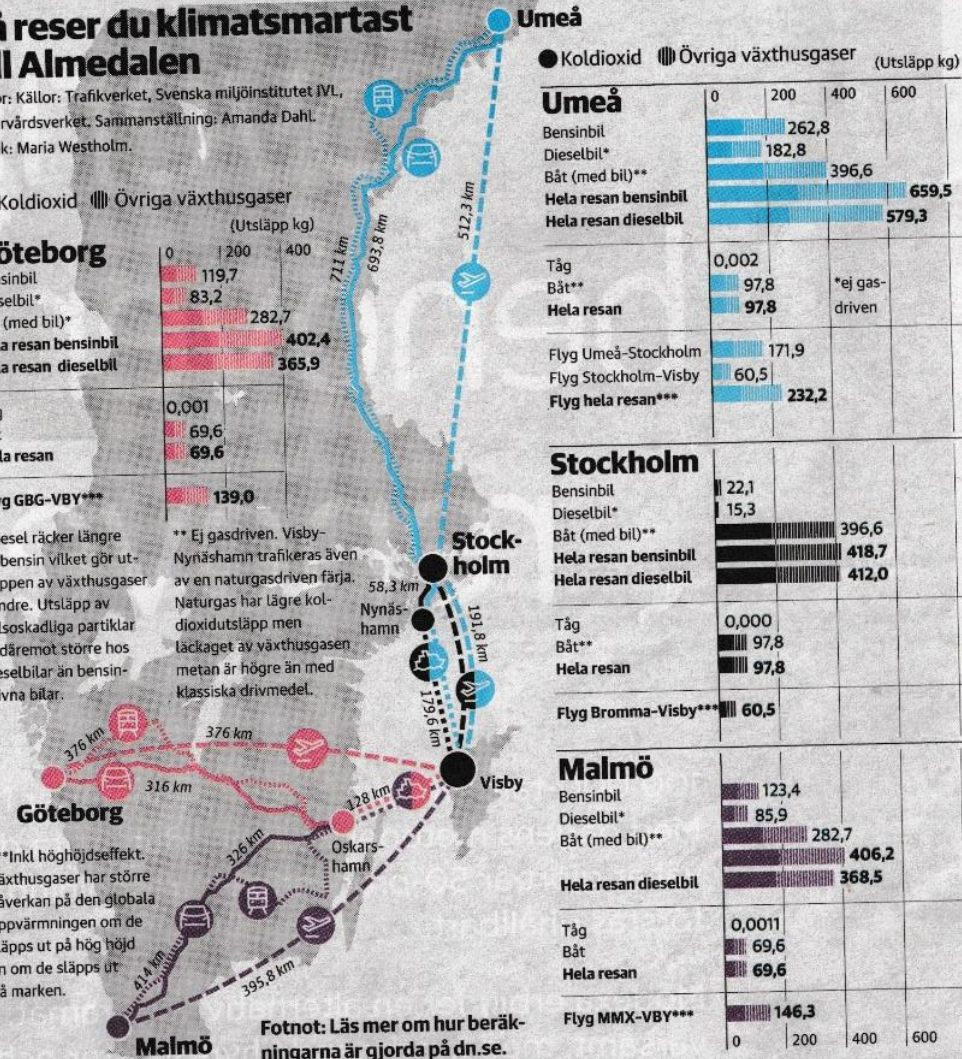 å reser du klimatsmartast
ll Almedalen
or: Källor: Trafikverket, Svenska miljöinstitutet IVL,
rvårdsverket. Sammanställning: Amanda Dahl.
k: Maria Westholm.
Koldioxid Övriga växthusgaser
(Utsläpp kg)
öteborg 0 200 400
nsinbil 119,7
selbil* 83,2
(med bil)* 282,7
a resan bensinbil 402,4
la resan dieselbil 365,9
g 0,001
69,6
la resan 69,6
g GBG-VBY*** 139,0
esel räcker längre
bensin vilket gör ut-
ppen av växthusgaser
ndre. Utsläpp av
lsoskadliga partiklar
däremot större hos
eselbilar än bensin-
ivna bilar.
** Ej gasdriven. Visby-
Nynäshamn trafikeras även
av en naturgasdriven färja.
Naturgas har lägre kol-
dioxidutsläpp men
läckaget av växthusgasen
metan är högre än med
klassiska drivmedel.
Umeå
711 km
693,8 km
512,3 km
Stock-
holm
58,3 km
Nynäs-
hamn
191,8 km
179,6 km
376 km
376 km
316 km
Göteborg
128 km
Visby
Oskars-
hamn
326 km
414 km
395,8 km
Malmö
**Inkl höghöjdseffekt.
äxthusgaser har större
åverkan på den globala
ppvärmningen om de
läpps ut på hög höjd
n om de släpps ut
å marken.
Fotnot: Läs mer om hur beräk-
ningarna är gjorda på dn.se.
Koldioxid Övriga växthusgaser (Utsläpp kg)
Umeå 0 200 400 600
Bensinbil 262,8
Dieselbil* 182,8
Båt (med bil)** 396,6
Hela resan bensinbil 659,5
Hela resan dieselbil 579,3
Tåg 0,002
Båt** 97,8 *ej gas-
Hela resan 97,8 driven
Flyg Umeå-Stockholm 171,9
Flyg Stockholm-Visby 60,5
Flyg hela resan*** 232,2
Stockholm
Bensinbil 22,1
Dieselbil* 15,3
Båt (med bil)** 396,6
Hela resan bensinbil 418,7
Hela resan dieselbil 412,0
Tåg 0,000
Båt** 97,8
Hela resan 97,8
Flyg Bromma-Visby*** 60,5
Malmö
Bensinbil 123,4
Dieselbil* 85,9
Båt (med bil)** 282,7
406,2
Hela resan dieselbil 368,5
Tåg 0,0011
Båt 69,6
Hela resan 69,6
Flyg MMX-VBY*** 146,3
0 200 400 600